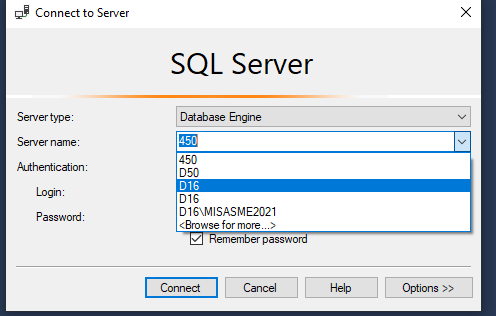 Connect to Server
SQL Server
Server type: Database Engine
Server name: 450
450
Authentication: D50
D16
Login: D16
Password: D16\MISASME2021
<Browse for more...>
Remember password
Connect Cancel Help Options >>